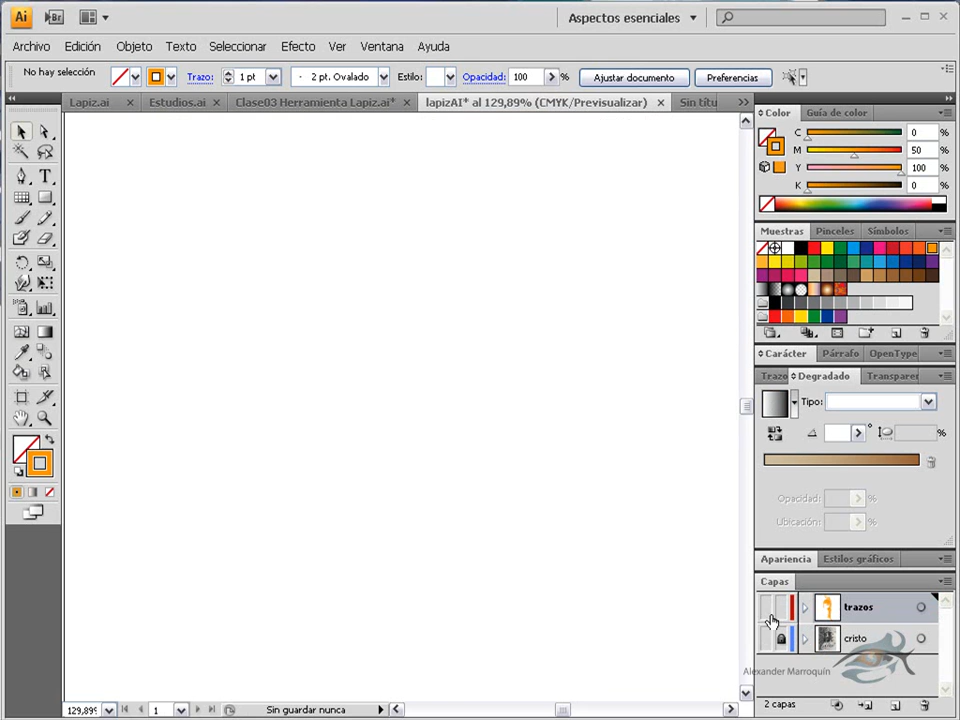 Ai Br Aspectos esenciales
Archivo Edición Objeto Texto Seleccionar Efecto Ver Ventana Ayuda
No hay selección Trazo: 1 pt 2 pt. Ovalado Estilo: Opacidad: 100 % Ajustar documento Preferencias
Lapiz.ai Estudios.ai Clase03 Herramienta Lapiz.ai* lapizAI* al 129,89% (CMYK/Previsualizar) Sin títu
Color Guía de color
C 0 %
M 50 %
Y 100 %
K 0 %
Muestras Pinceles Símbolos
Carácter Párrafo OpenType
Trazo Degradado Transparen
Tipo:
° %
Opacidad: %
Ubicación: %
Apariencia Estilos gráficos
Capas
trazos
cristo
Alexander Marroquín
2 capas
129,899 1 Sin guardar nunca